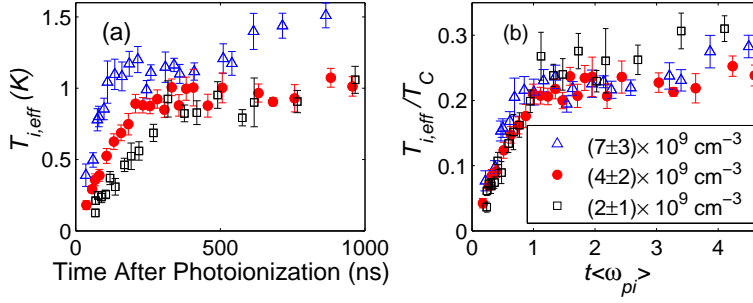 (a)
1.5
1
0.5
0
T_{i,eff} (K)
0 500 1000
Time After Photoionization (ns)
(b)
0.3
0.2
0.1
0
T_{i,eff} / T_C
(7±3)× 10^9 cm^{-3}
(4±2)× 10^9 cm^{-3}
(2±1)× 10^9 cm^{-3}
0 1 2 3 4
t<ω_{pi}>